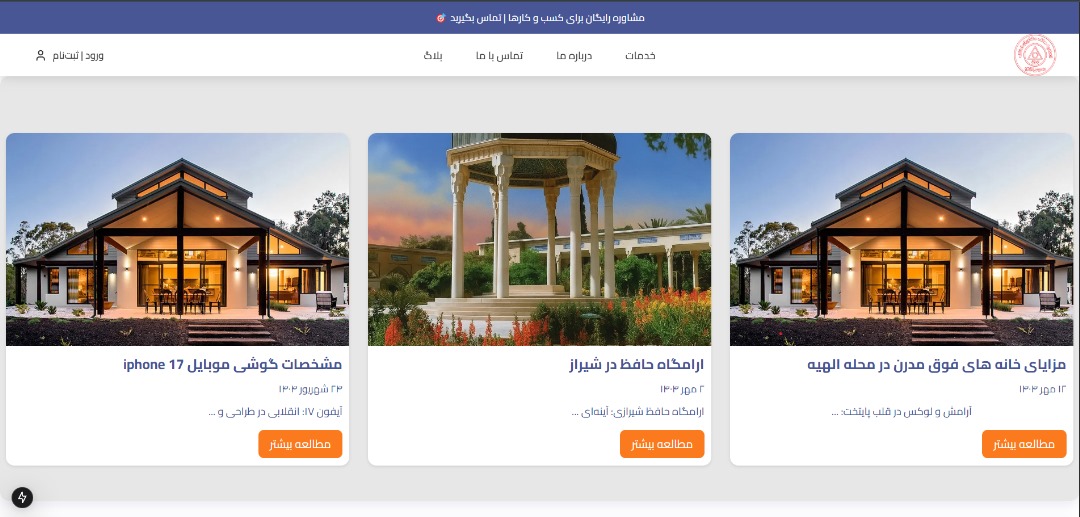 مشاوره رایگان برای کسب و کارها | تماس بگیرید 🎯
خدمات
درباره ما
تماس با ما
بلاگ
ورود | ثبت‌نام
مزایای خانه های فوق مدرن در محله الهیه
۱۲ مهر ۱۴۰۳
آرامش و لوکس در قلب پایتخت: ...
مطالعه بیشتر
ارامگاه حافظ در شیراز
۲ مهر ۱۴۰۳
آرامگاه حافظ شیرازی: آینه‌ای ...
مطالعه بیشتر
مشخصات گوشی موبایل iphone 17
۲۳ شهریور ۱۴۰۳
آیفون ۱۷: انقلابی در طراحی و ...
مطالعه بیشتر